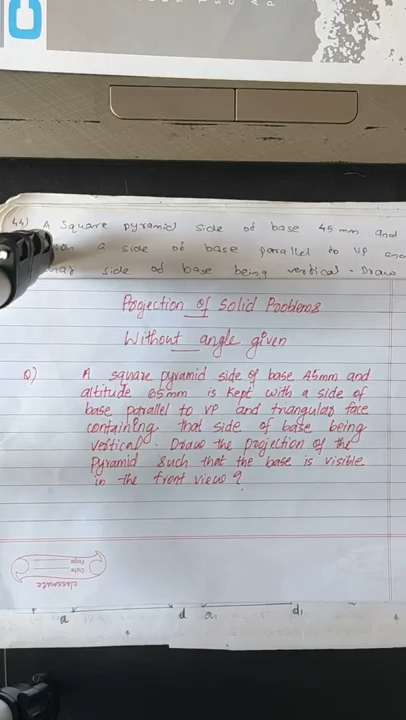 44) A Square pyramid side of base 45 mm and
a side of base parallel to VP and
side of base being vertical. Draw
Projection of Solid Problems
Without angle given
Q) A square pyramid side of base 45mm and
altitude 65mm is kept with a side of
base parallel to VP and triangular face
containing that side of base being
vertical. Draw the projection of the
pyramid such that the base is visible
in the front view?
classmate
Date
Page
a d a₁ d₁